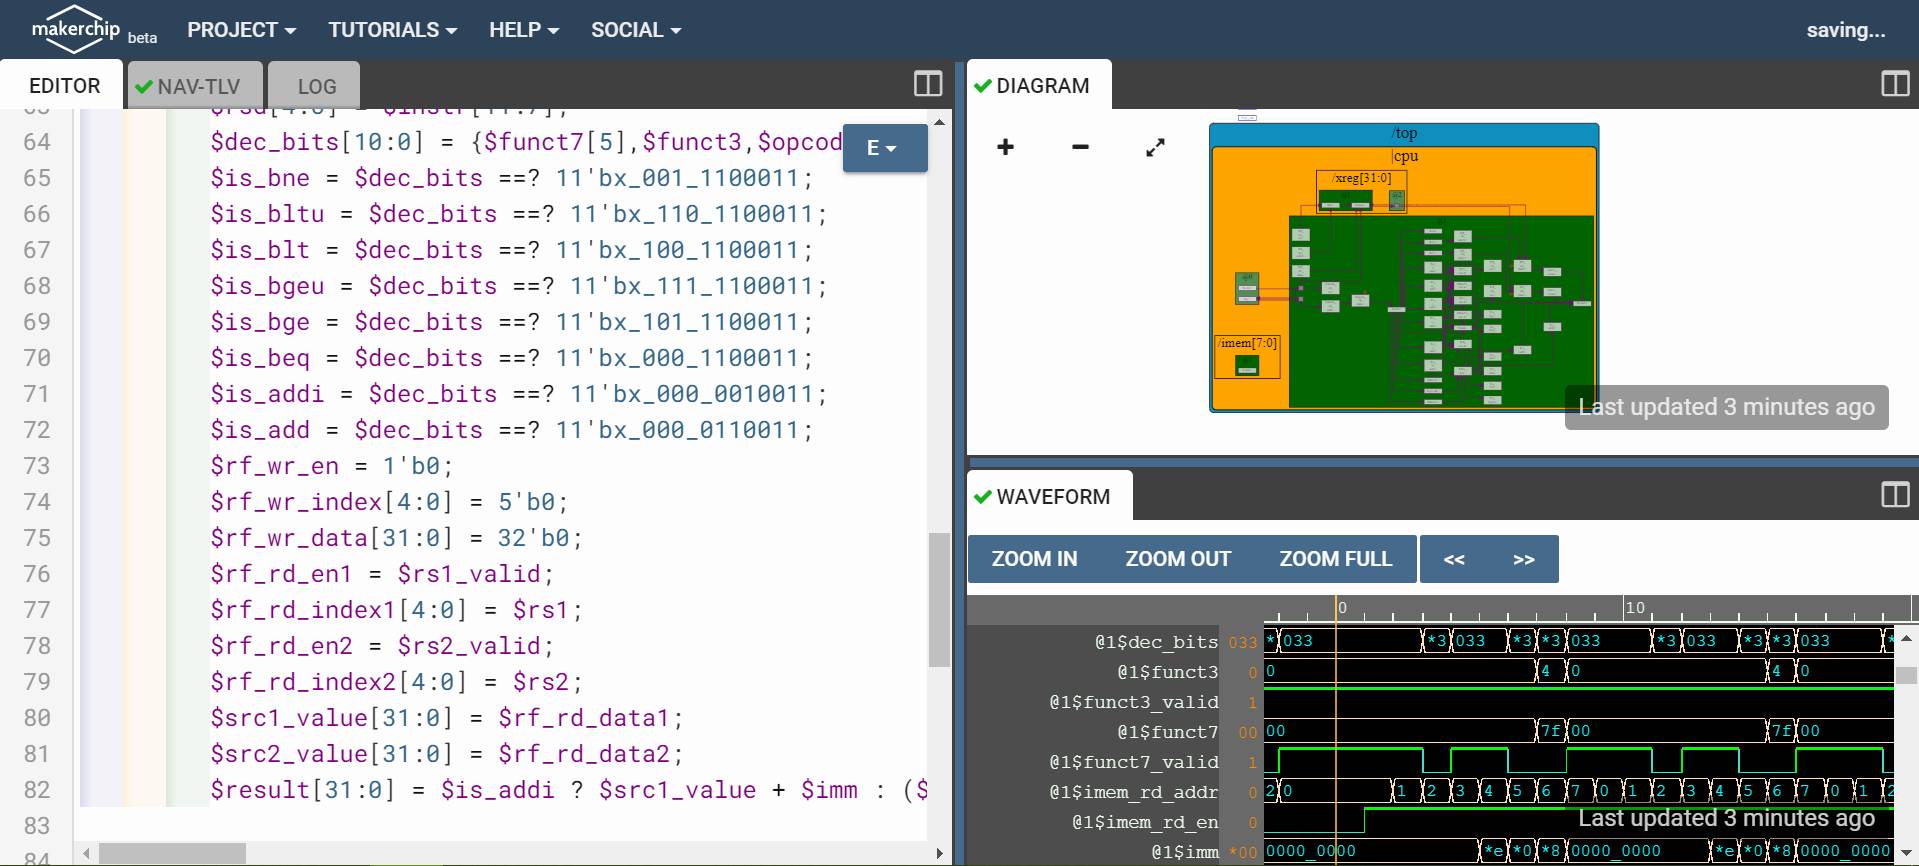 makerchip beta PROJECT TUTORIALS HELP SOCIAL saving...
EDITOR NAV-TLV LOG
64 $dec_bits[10:0] = {$funct7[5],$funct3,$opcod
E
65 $is_bne = $dec_bits ==? 11'bx_001_1100011;
66 $is_bltu = $dec_bits ==? 11'bx_110_1100011;
67 $is_blt = $dec_bits ==? 11'bx_100_1100011;
68 $is_bgeu = $dec_bits ==? 11'bx_111_1100011;
69 $is_bge = $dec_bits ==? 11'bx_101_1100011;
70 $is_beq = $dec_bits ==? 11'bx_000_1100011;
71 $is_addi = $dec_bits ==? 11'bx_000_0010011;
72 $is_add = $dec_bits ==? 11'bx_000_0110011;
73 $rf_wr_en = 1'b0;
74 $rf_wr_index[4:0] = 5'b0;
75 $rf_wr_data[31:0] = 32'b0;
76 $rf_rd_en1 = $rs1_valid;
77 $rf_rd_index1[4:0] = $rs1;
78 $rf_rd_en2 = $rs2_valid;
79 $rf_rd_index2[4:0] = $rs2;
80 $src1_value[31:0] = $rf_rd_data1;
81 $src2_value[31:0] = $rf_rd_data2;
82 $result[31:0] = $is_addi ? $src1_value + $imm : ($
83
84
DIAGRAM
+ −
/top
|cpu
/xreg[31:0]
/imem[7:0]
Last updated 3 minutes ago
WAVEFORM
ZOOM IN ZOOM OUT ZOOM FULL << >>
0 10
@1$dec_bits 033 * 033 *3 033 *3 *3 033 *3 033 *3 *3 033 *
@1$funct3 0 0 4 0 4 0
@1$funct3_valid 1
@1$funct7 00 00 7f 00 7f 00
@1$funct7_valid 1
@1$imem_rd_addr 0 2 0 1 2 3 4 5 6 7 0 1 2 3 4 5 6 7 0 1 2
@1$imem_rd_en 0
Last updated 3 minutes ago
@1$imm *00 0000_0000 *e *0 *8 0000_0000 *e *0 *8 0000_0000